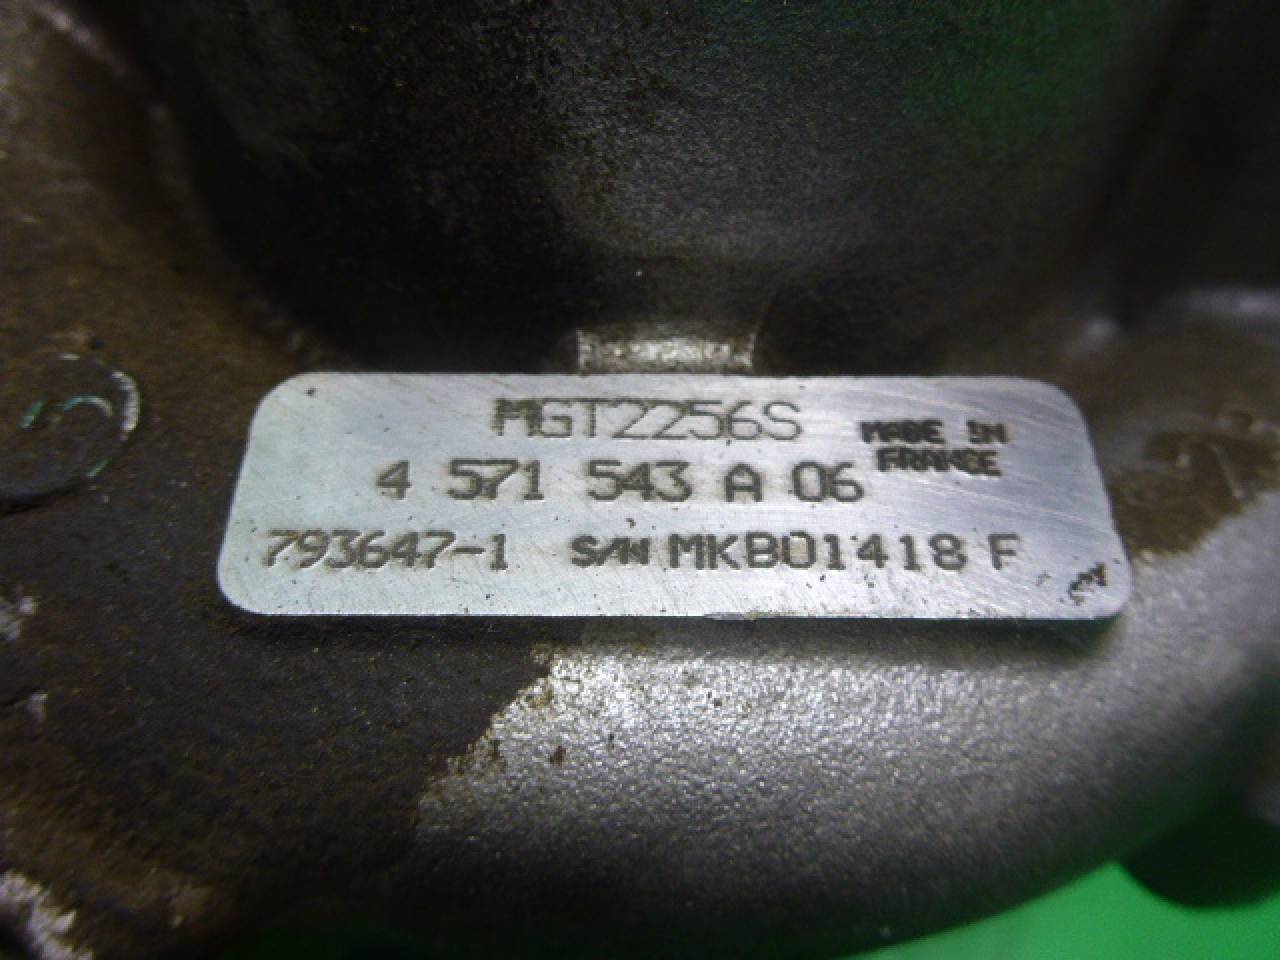 MGT2256S
MADE IN
FRANCE
4 571 543 A 06
793647-1 S/N MKB01418 F